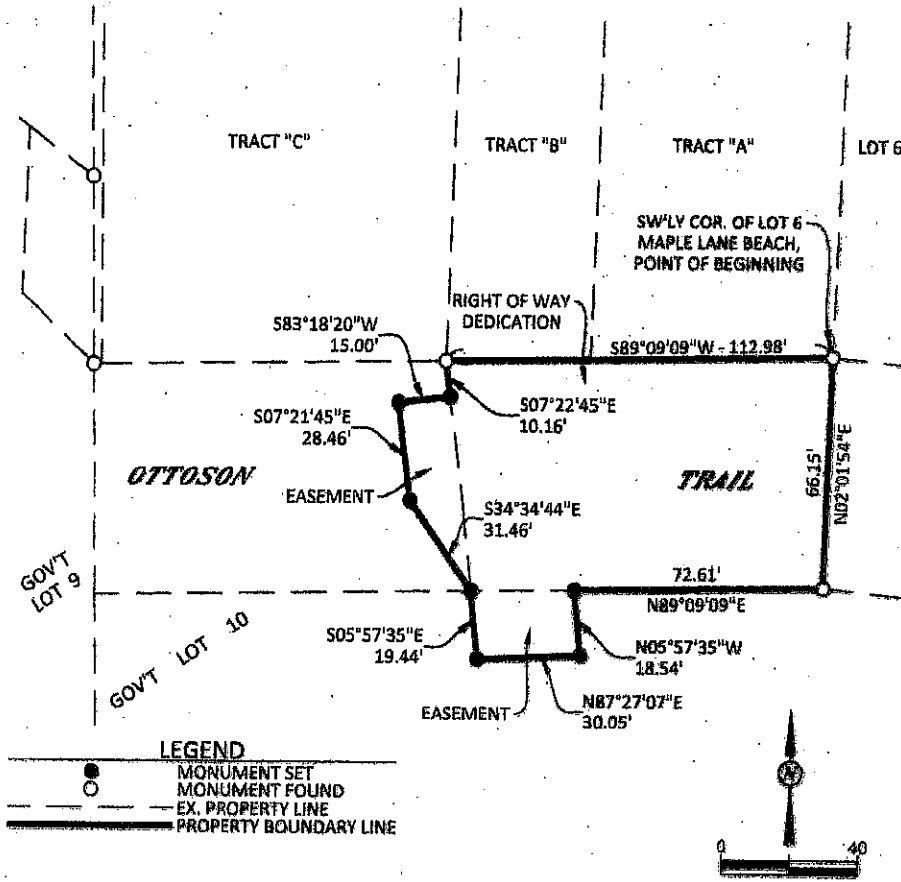 TRACT "C"
TRACT "B"
TRACT "A"
LOT 6
SW'LY COR. OF LOT 6
MAPLE LANE BEACH,
POINT OF BEGINNING
RIGHT OF WAY
DEDICATION
S83°18'20"W
15.00'
S89°09'09"W - 112.98'
S07°22'45"E
10.16'
S07°21'45"E
28.46'
OTTOSON
TRAIL
EASEMENT
66.15'
N02°01'54"E
S34°34'44"E
31.46'
GOV'T
LOT 9
72.61'
N89°09'09"E
GOV'T LOT 10
S05°57'35"E
19.44'
N05°57'35"W
18.54'
EASEMENT
N87°27'07"E
30.05'
LEGEND
MONUMENT SET
MONUMENT FOUND
EX. PROPERTY LINE
PROPERTY BOUNDARY LINE
N
0 40